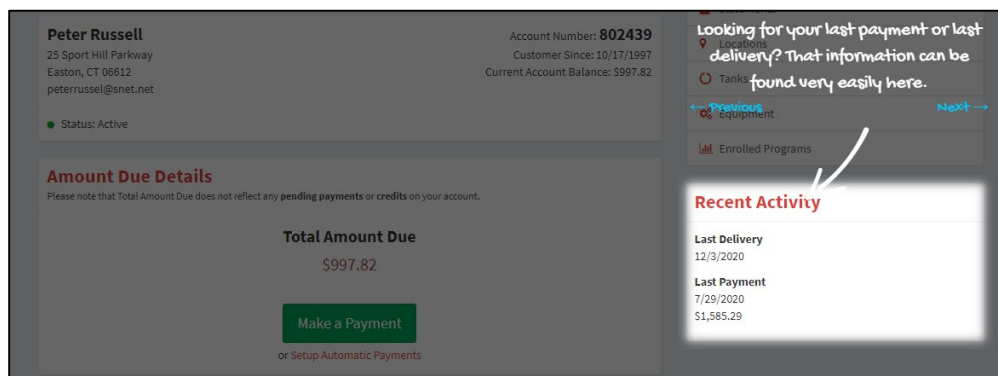 Peter Russell
25 Sport Hill Parkway
Easton, CT 06612
peterrussel@snet.net
Account Number: 802439
Customer Since: 10/17/1997
Current Account Balance: $997.82
Status: Active
Amount Due Details
Please note that Total Amount Due does not reflect any pending payments or credits on your account.
Total Amount Due
$997.82
Make a Payment
or Setup Automatic Payments
Statements
Looking for your last payment or last
Locations
delivery? That information can be
Tanks
found very easily here.
← Previous
Next →
Equipment
Enrolled Programs
Recent Activity
Last Delivery
12/3/2020
Last Payment
7/29/2020
$1,585.29